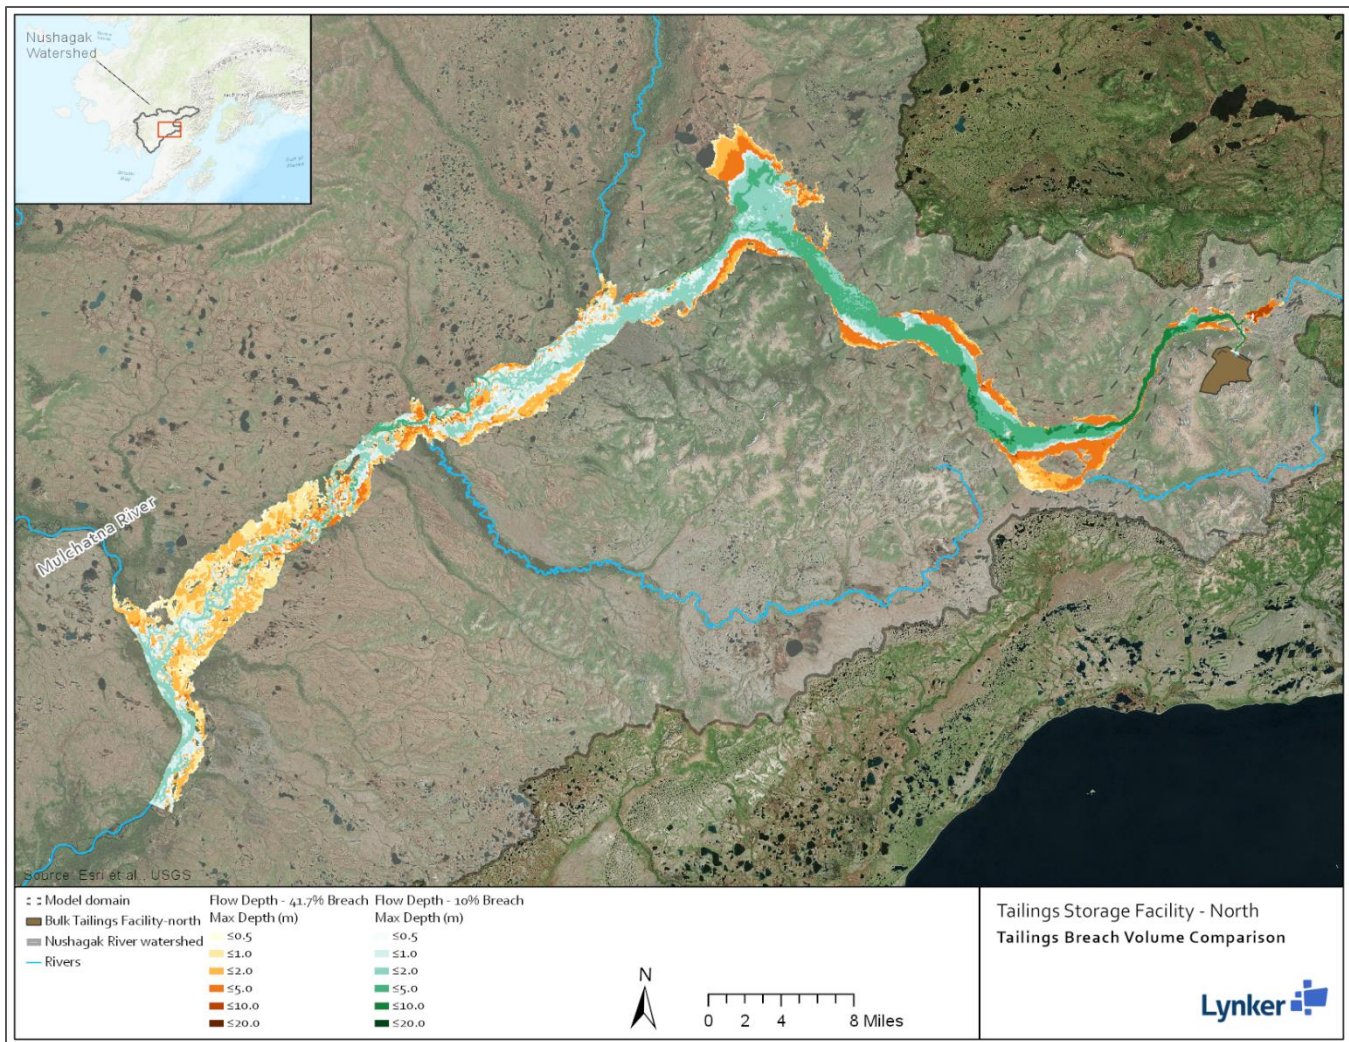 Nushagak
Watershed
Mulchatna River
Source: Esri et al., USGS
Model domain
Bulk Tailings Facility-north
Nushagak River watershed
Rivers
Flow Depth - 41.7% Breach
Max Depth (m)
≤0.5
≤1.0
≤2.0
≤5.0
≤10.0
≤20.0
Flow Depth - 10% Breach
Max Depth (m)
≤0.5
≤1.0
≤2.0
≤5.0
≤10.0
≤20.0
N
0 2 4 8 Miles
Tailings Storage Facility - North
Tailings Breach Volume Comparison
Lynker